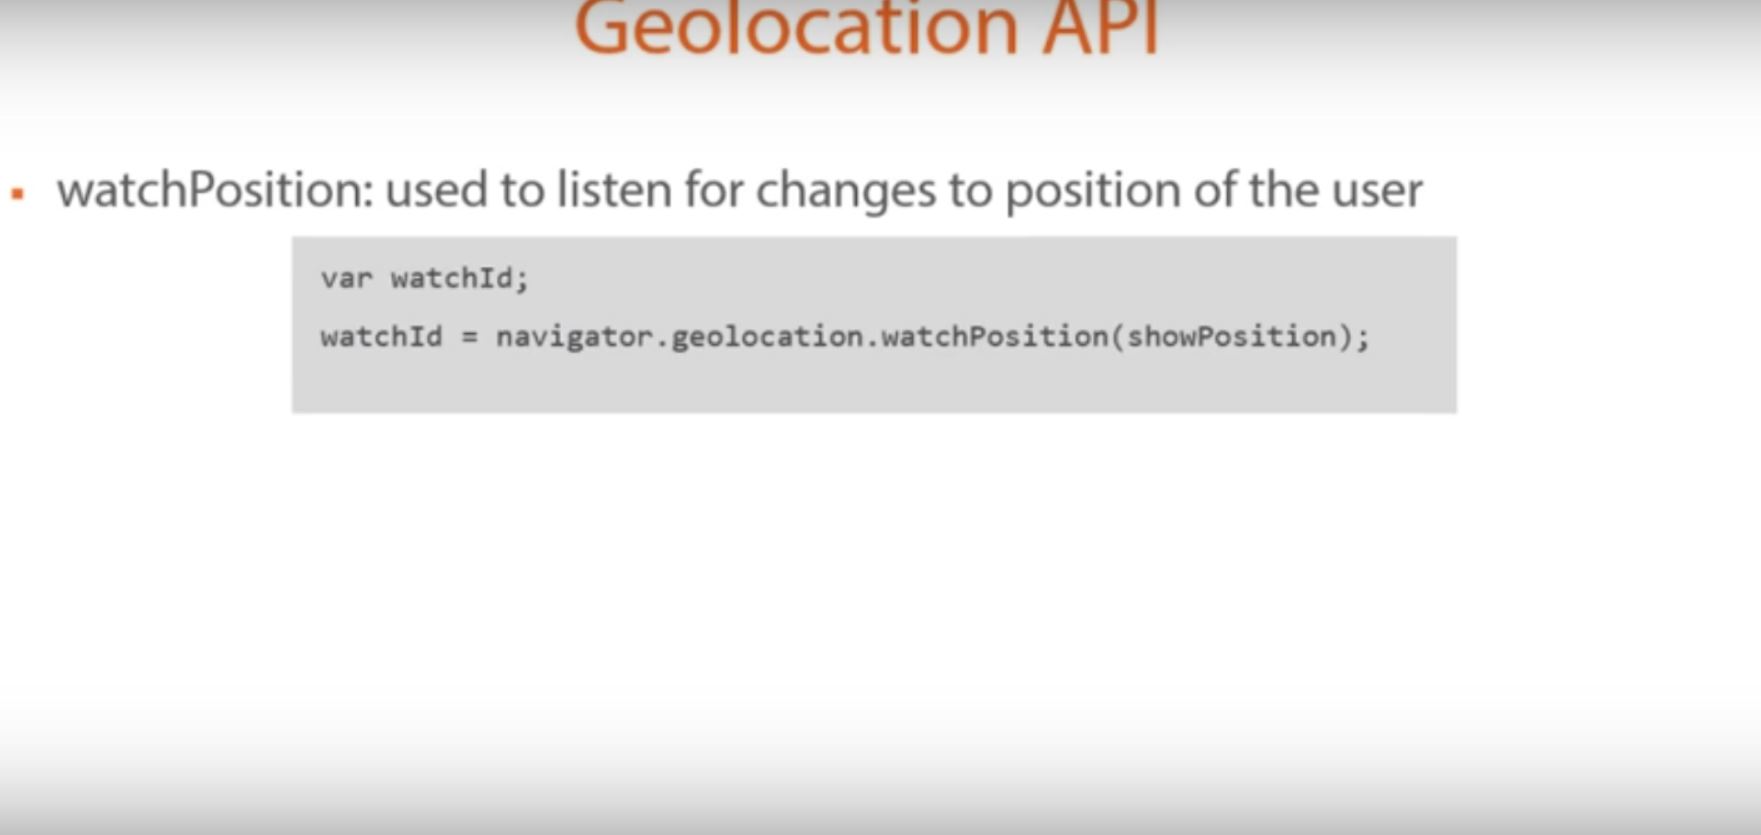 Geolocation API
watchPosition: used to listen for changes to position of the user
var watchId;
watchId = navigator.geolocation.watchPosition(showPosition);